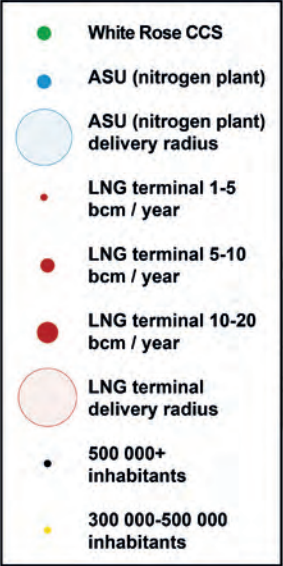 White Rose CCS
ASU (nitrogen plant)
ASU (nitrogen plant)
delivery radius
LNG terminal 1-5
bcm / year
LNG terminal 5-10
bcm / year
LNG terminal 10-20
bcm / year
LNG terminal
delivery radius
500 000+
inhabitants
300 000-500 000
inhabitants